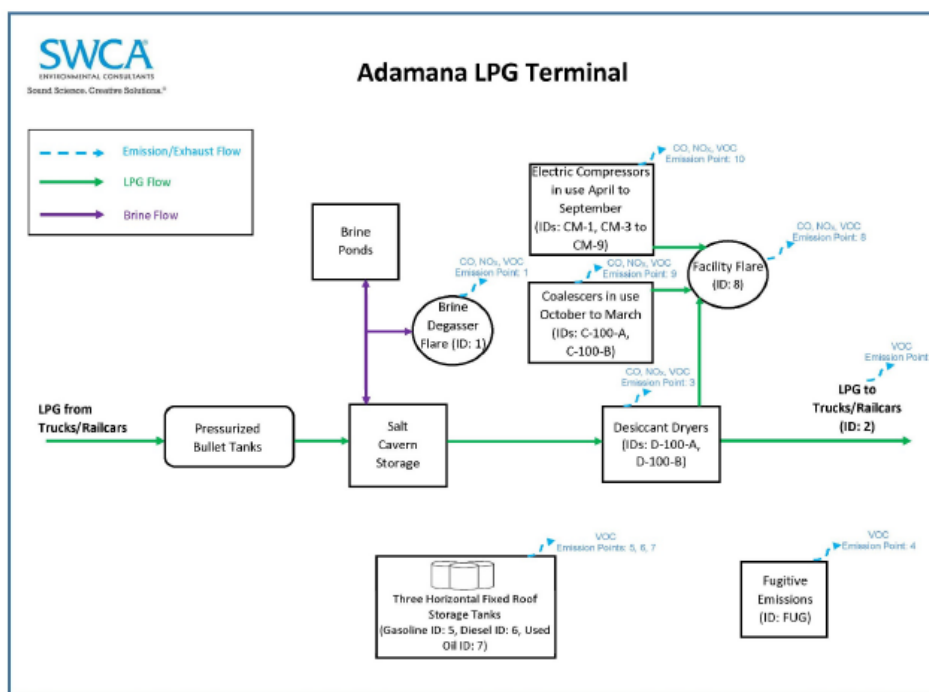 SWCA
ENVIRONMENTAL CONSULTANTS
Sound Science. Creative Solutions.®
Adamana LPG Terminal
Emission/Exhaust Flow
LPG Flow
Brine Flow
CO, NOₓ, VOC
Emission Point: 10
Electric Compressors
in use April to
September
(IDs: CM-1, CM-3 to
CM-9)
CO, NOₓ, VOC
Emission Point: 8
Facility Flare
(ID: 8)
Brine
Ponds
CO, NOₓ, VOC
Emission Point: 1
Brine
Degasser
Flare (ID: 1)
CO, NOₓ, VOC
Emission Point: 9
Coalescers in use
October to March
(IDs: C-100-A,
C-100-B)
CO, NOₓ, VOC
Emission Point: 3
VOC
Emission Point
LPG from
Trucks/Railcars
Pressurized
Bullet Tanks
Salt
Cavern
Storage
Desiccant Dryers
(IDs: D-100-A,
D-100-B)
LPG to
Trucks/Railcars
(ID: 2)
VOC
Emission Points: 5, 6, 7
Three Horizontal Fixed Roof
Storage Tanks
(Gasoline ID: 5, Diesel ID: 6, Used
Oil ID: 7)
VOC
Emission Point: 4
Fugitive
Emissions
(ID: FUG)